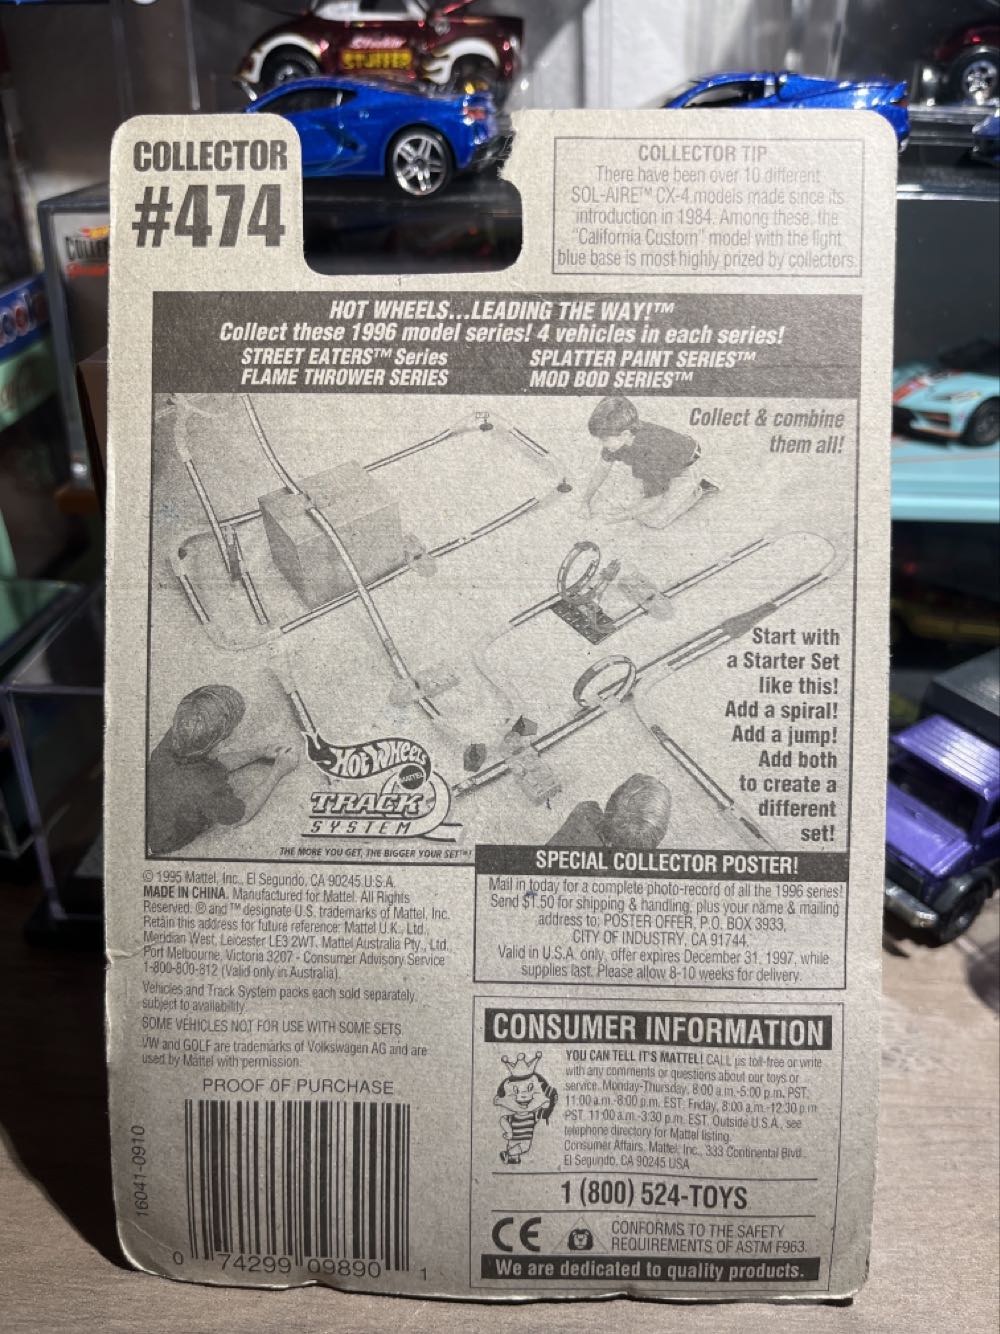 Stuffer
STUFFER
COLLECTOR
#474
COLLECTOR TIP
There have been over 10 different
SOL-AIRE™ CX-4 models made since its
introduction in 1984. Among these, the
"California Custom" model with the light
blue base is most highly prized by collectors.
HOT WHEELS...LEADING THE WAY!™
Collect these 1996 model series! 4 vehicles in each series!
STREET EATERS™ Series
FLAME THROWER SERIES
SPLATTER PAINT SERIES™
MOD BOD SERIES™
Collect & combine
them all!
Start with
a Starter Set
like this!
Add a spiral!
Add a jump!
Add both
to create a
different
set!
HOT WHEELS
MATTEL
TRACK
SYSTEM
THE MORE YOU GET, THE BIGGER YOUR SET™!
© 1995 Mattel, Inc., El Segundo, CA 90245 U.S.A.
MADE IN CHINA. Manufactured for Mattel. All Rights
Reserved. ® and ™ designate U.S. trademarks of Mattel, Inc.
Retain this address for future reference: Mattel U.K., Ltd.,
Meridian West, Leicester LE3 2WT. Mattel Australia Pty., Ltd.,
Port Melbourne, Victoria 3207 - Consumer Advisory Service
1-800-800-812 (Valid only in Australia).
Vehicles and Track System packs each sold separately,
subject to availability.
SOME VEHICLES NOT FOR USE WITH SOME SETS.
VW and GOLF are trademarks of Volkswagen AG and are
used by Mattel with permission.
PROOF OF PURCHASE
16041-0910
0 74299 09890 1
SPECIAL COLLECTOR POSTER!
Mail in today for a complete photo-record of all the 1996 series!
Send $1.50 for shipping & handling, plus your name & mailing
address to: POSTER OFFER, P.O. BOX 3933,
CITY OF INDUSTRY, CA 91744.
Valid in U.S.A. only, offer expires December 31, 1997, while
supplies last. Please allow 8-10 weeks for delivery.
CONSUMER INFORMATION
YOU CAN TELL IT'S MATTEL! CALL us toll-free or write
with any comments or questions about our toys or
service. Monday-Thursday, 8:00 a.m.-5:00 p.m. PST.
11:00 a.m.-8:00 p.m. EST. Friday, 8:00 a.m.-12:30 p.m.
PST. 11:00 a.m.-3:30 p.m. EST. Outside U.S.A., see
telephone directory for Mattel listing.
Consumer Affairs, Mattel, Inc., 333 Continental Blvd.,
El Segundo, CA 90245 USA
1 (800) 524-TOYS
CE
CONFORMS TO THE SAFETY
REQUIREMENTS OF ASTM F963.
We are dedicated to quality products.